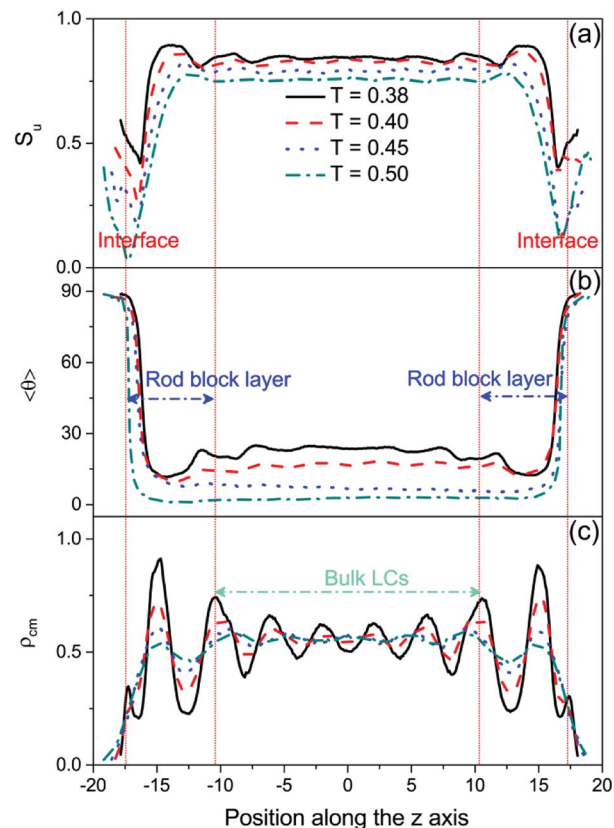 1.0
(a)
S_u
0.5
T = 0.38
T = 0.40
T = 0.45
T = 0.50
Interface
Interface
0.0
(b)
90
<θ>
60
Rod block layer
Rod block layer
30
0
(c)
1.0
Bulk LCs
ρ_cm
0.5
0.0
-20 -15 -10 -5 0 5 10 15 20
Position along the z axis